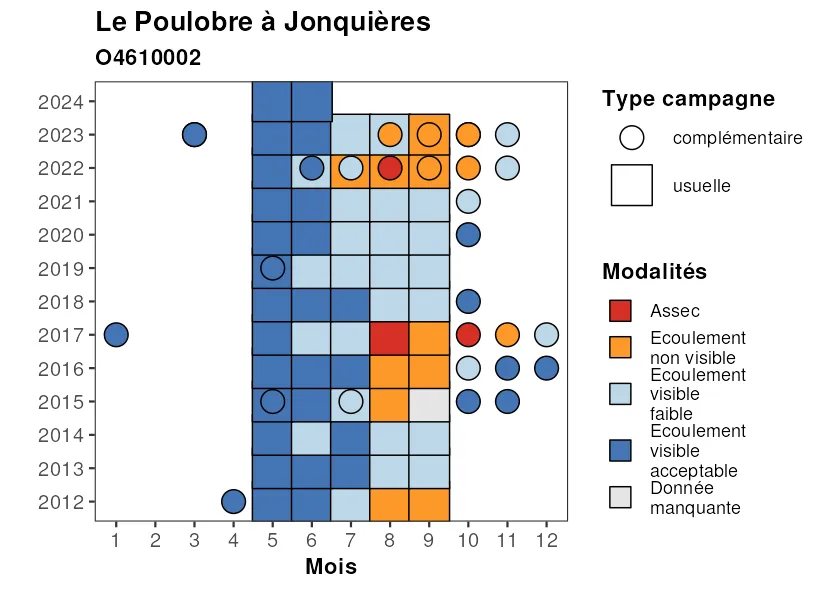 Le Poulobre à Jonquières
O4610002
2024
2023
2022
2021
2020
2019
2018
2017
2016
2015
2014
2013
2012
1 2 3 4 5 6 7 8 9 10 11 12
Mois
Type campagne
complémentaire
usuelle
Modalités
Assec
Ecoulement
non visible
Ecoulement
visible
faible
Ecoulement
visible
acceptable
Donnée
manquante